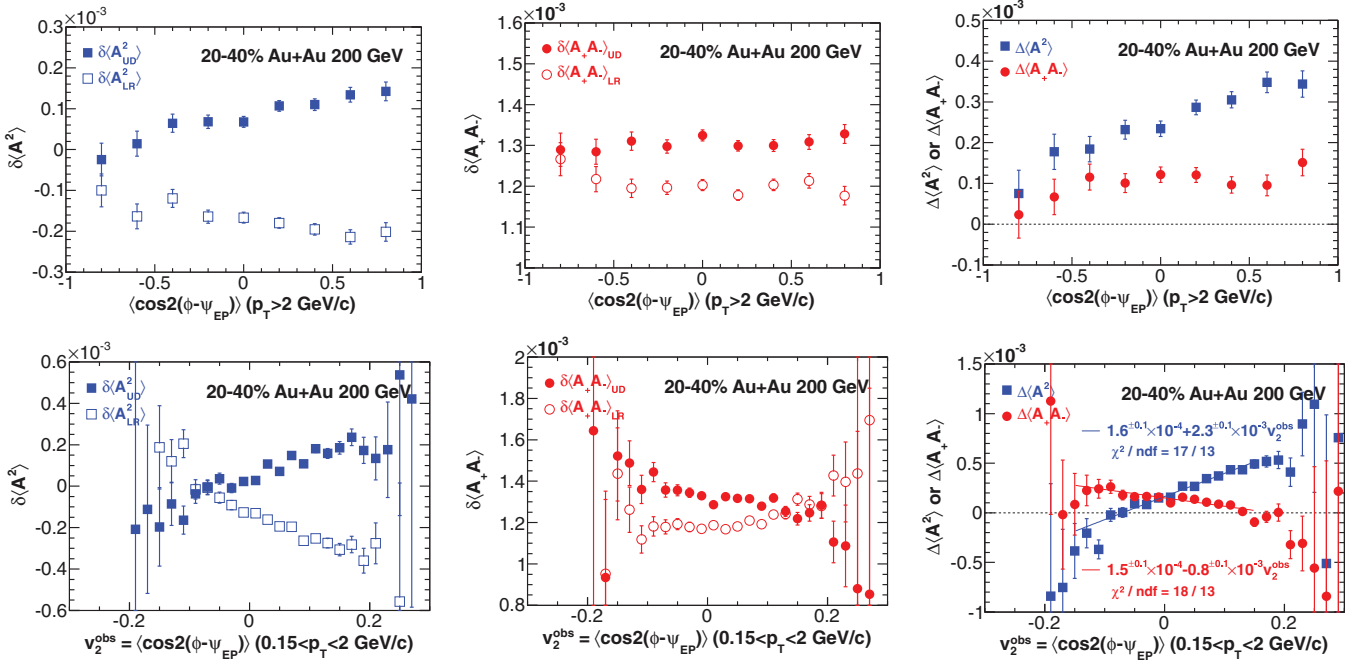 ×10⁻³
0.3
0.2
0.1
0
-0.1
-0.2
-0.3
-1
-0.5
0
0.5
1
δ⟨A²⟩
δ⟨A²_UD⟩
δ⟨A²_LR⟩
20-40% Au+Au 200 GeV
⟨cos2(ϕ-ψ_EP)⟩ (p_T>2 GeV/c)
×10⁻³
1.6
1.5
1.4
1.3
1.2
1.1
1
-1
-0.5
0
0.5
1
δ⟨A₊A₋⟩
δ⟨A₊A₋⟩_UD
δ⟨A₊A₋⟩_LR
20-40% Au+Au 200 GeV
⟨cos2(ϕ-ψ_EP)⟩ (p_T>2 GeV/c)
×10⁻³
0.5
0.4
0.3
0.2
0.1
0
-0.1
-1
-0.5
0
0.5
1
Δ⟨A²⟩ or Δ⟨A₊A₋⟩
Δ⟨A²⟩
Δ⟨A₊A₋⟩
20-40% Au+Au 200 GeV
⟨cos2(ϕ-ψ_EP)⟩ (p_T>2 GeV/c)
×10⁻³
0.6
0.4
0.2
0
-0.2
-0.4
-0.6
-0.2
0
0.2
δ⟨A²⟩
δ⟨A²_UD⟩
δ⟨A²_LR⟩
20-40% Au+Au 200 GeV
v₂^obs = ⟨cos2(ϕ-ψ_EP)⟩ (0.15<p_T<2 GeV/c)
×10⁻³
2
1.8
1.6
1.4
1.2
1
0.8
-0.2
0
0.2
δ⟨A₊A₋⟩
δ⟨A₊A₋⟩_UD
δ⟨A₊A₋⟩_LR
20-40% Au+Au 200 GeV
v₂^obs = ⟨cos2(ϕ-ψ_EP)⟩ (0.15<p_T<2 GeV/c)
×10⁻³
1.5
1
0.5
0
-0.5
-1
-0.2
0
0.2
Δ⟨A²⟩ or Δ⟨A₊A₋⟩
Δ⟨A²⟩
Δ⟨A₊A₋⟩
20-40% Au+Au 200 GeV
1.6^±0.1×10⁻⁴+2.3^±0.1×10⁻³v₂^obs
χ² / ndf = 17 / 13
1.5^±0.1×10⁻⁴-0.8^±0.1×10⁻³v₂^obs
χ² / ndf = 18 / 13
v₂^obs = ⟨cos2(ϕ-ψ_EP)⟩ (0.15<p_T<2 GeV/c)